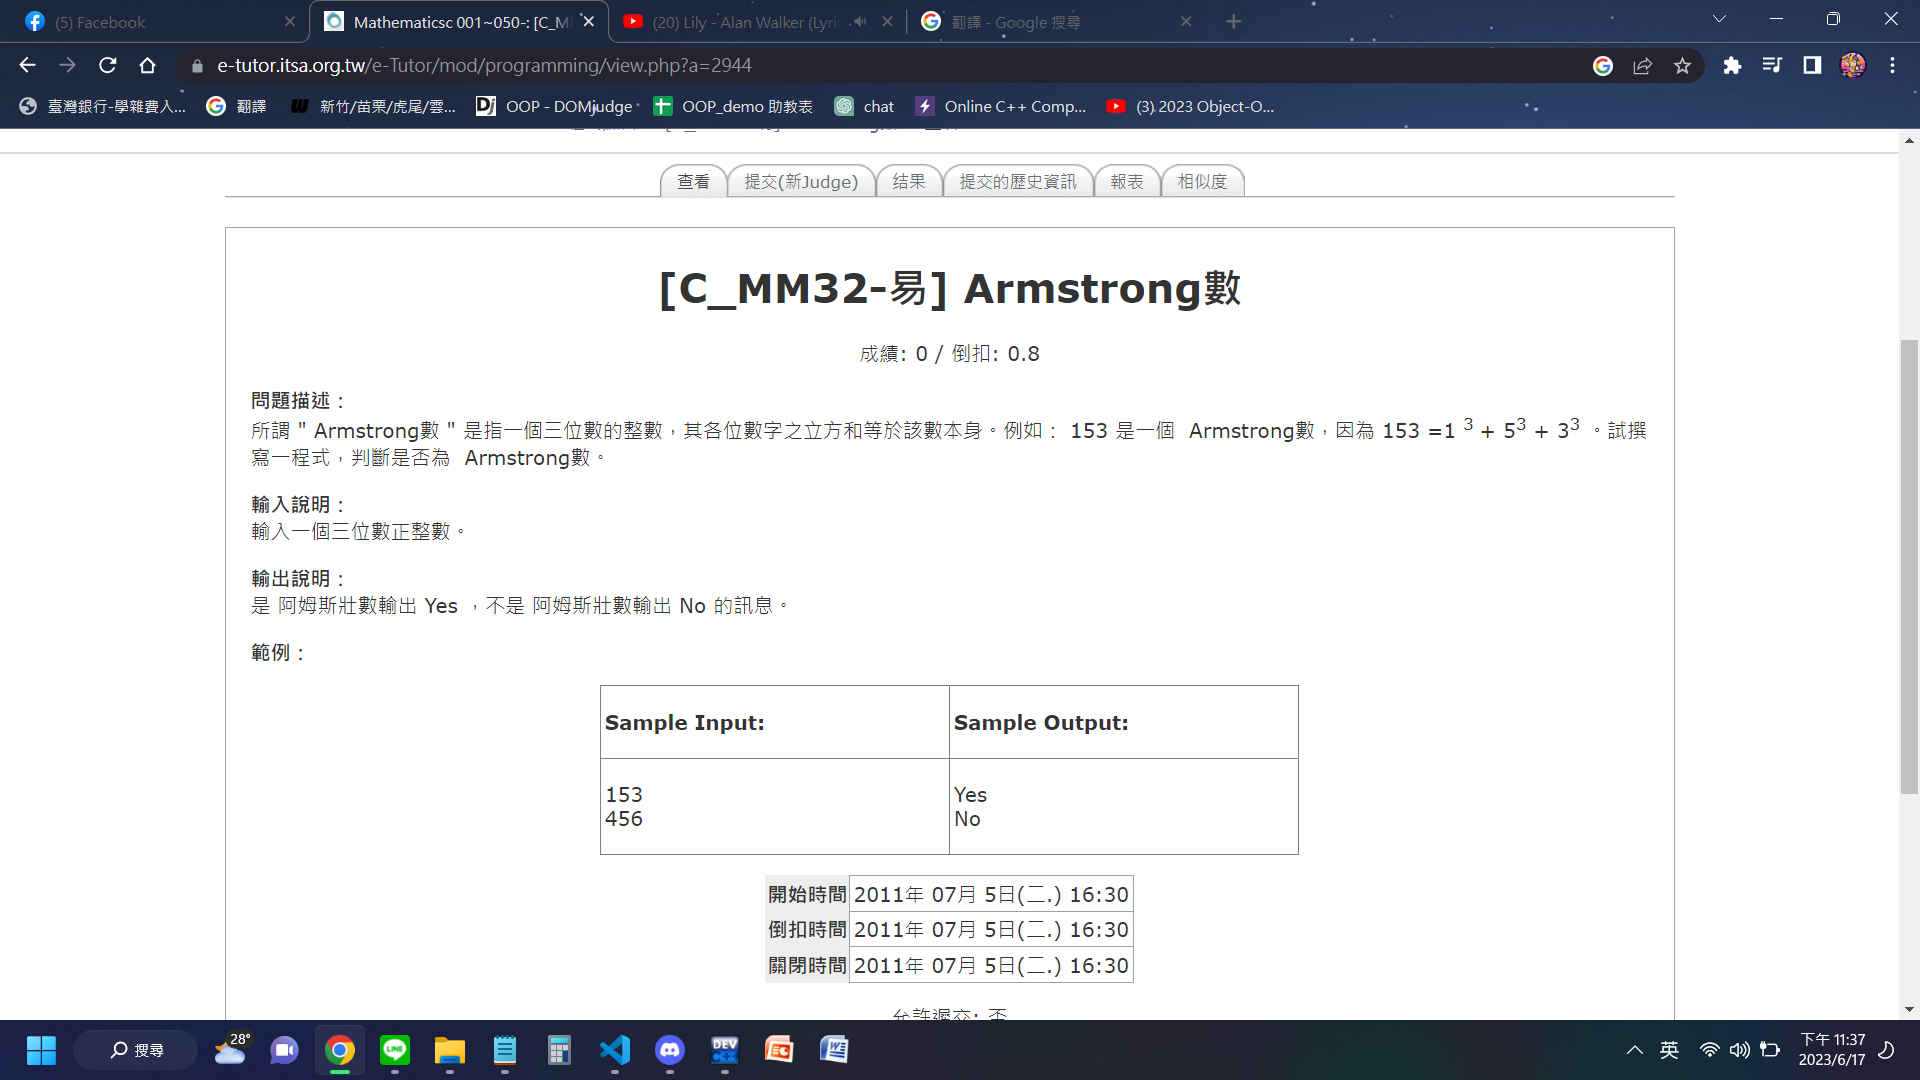 (5) Facebook
Mathematicsc 001~050-: [C_M
(20) Lily - Alan Walker (Lyric
翻譯 - Google 搜尋
e-tutor.itsa.org.tw/e-Tutor/mod/programming/view.php?a=2944
臺灣銀行-學雜費入...
翻譯
新竹/苗栗/虎尾/雲...
OOP - DOMjudge
OOP_demo 助教表
chat
Online C++ Comp...
(3) 2023 Object-O...
查看
提交(新Judge)
结果
提交的歷史資訊
報表
相似度
[C_MM32-易] Armstrong數
成績: 0 / 倒扣: 0.8
問題描述：
所謂 " Armstrong數 " 是指一個三位數的整數，其各位數字之立方和等於該數本身。例如： 153 是一個 Armstrong數，因為 153 =1 3 + 53 + 33 。試撰
寫一程式，判斷是否為 Armstrong數。
輸入說明：
輸入一個三位數正整數。
輸出說明：
是 阿姆斯壯數輸出 Yes ，不是 阿姆斯壯數輸出 No 的訊息。
範例：
Sample Input:
Sample Output:
153
456
Yes
No
開始時間 2011年 07月 5日(二.) 16:30
倒扣時間 2011年 07月 5日(二.) 16:30
關閉時間 2011年 07月 5日(二.) 16:30
允許遲交: 否
搜尋
28°
DEV
C++
LINE
英
下午 11:37
2023/6/17